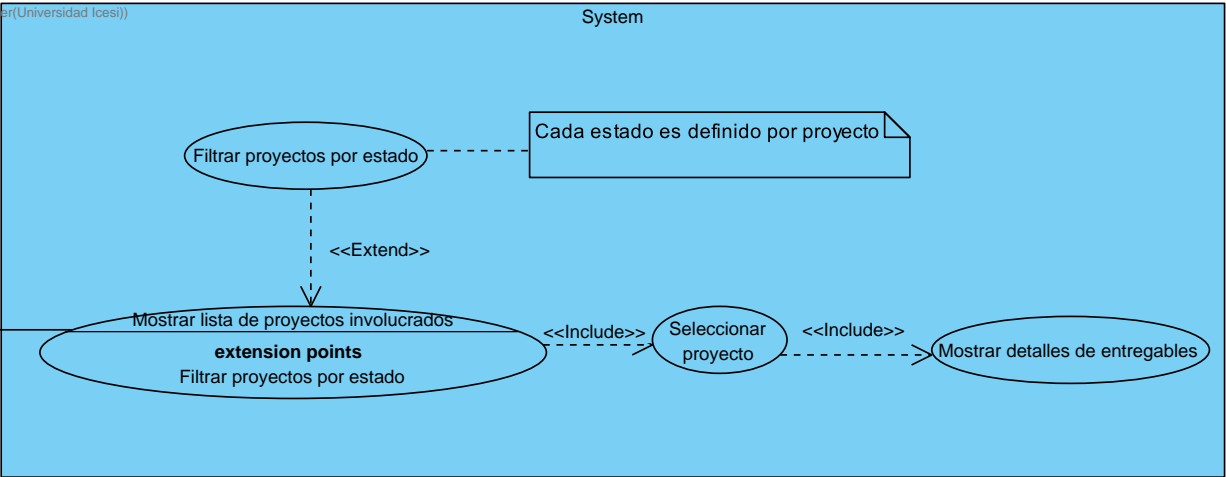 er(Universidad Icesi))
System
Cada estado es definido por proyecto
Filtrar proyectos por estado
<<Extend>>
Mostrar lista de proyectos involucrados
extension points
Filtrar proyectos por estado
<<Include>>
Seleccionar
proyecto
<<Include>>
Mostrar detalles de entregables